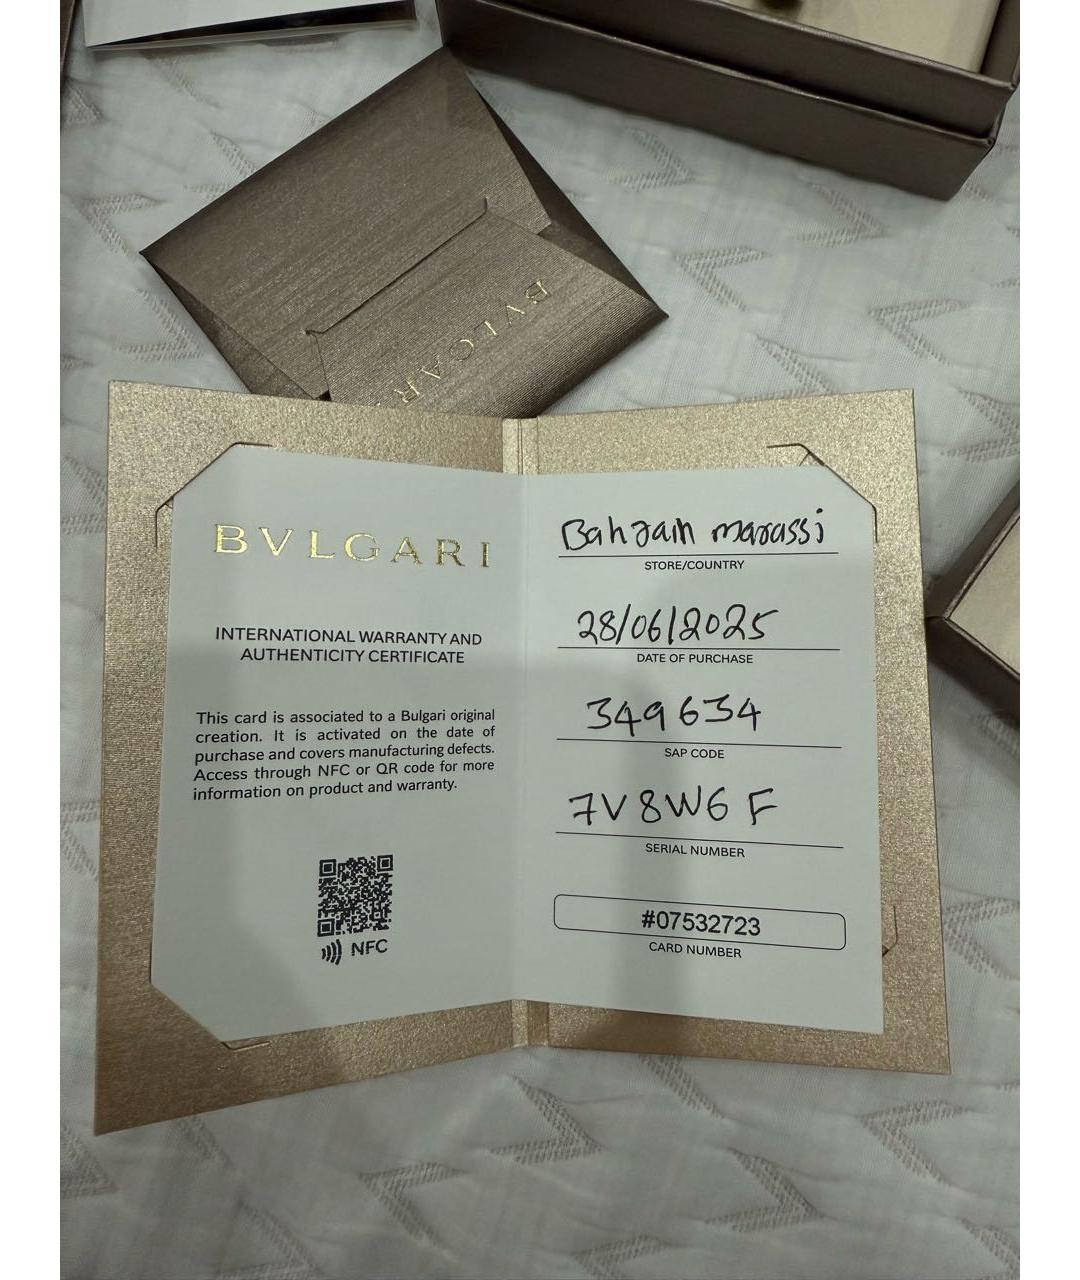 BVLGARI
BVLGARI
INTERNATIONAL WARRANTY AND
AUTHENTICITY CERTIFICATE
This card is associated to a Bulgari original
creation. It is activated on the date of
purchase and covers manufacturing defects.
Access through NFC or QR code for more
information on product and warranty.
NFC
Bahrain marassi
STORE/COUNTRY
28/06/2025
DATE OF PURCHASE
349634
SAP CODE
7V8W6F
SERIAL NUMBER
#07532723
CARD NUMBER